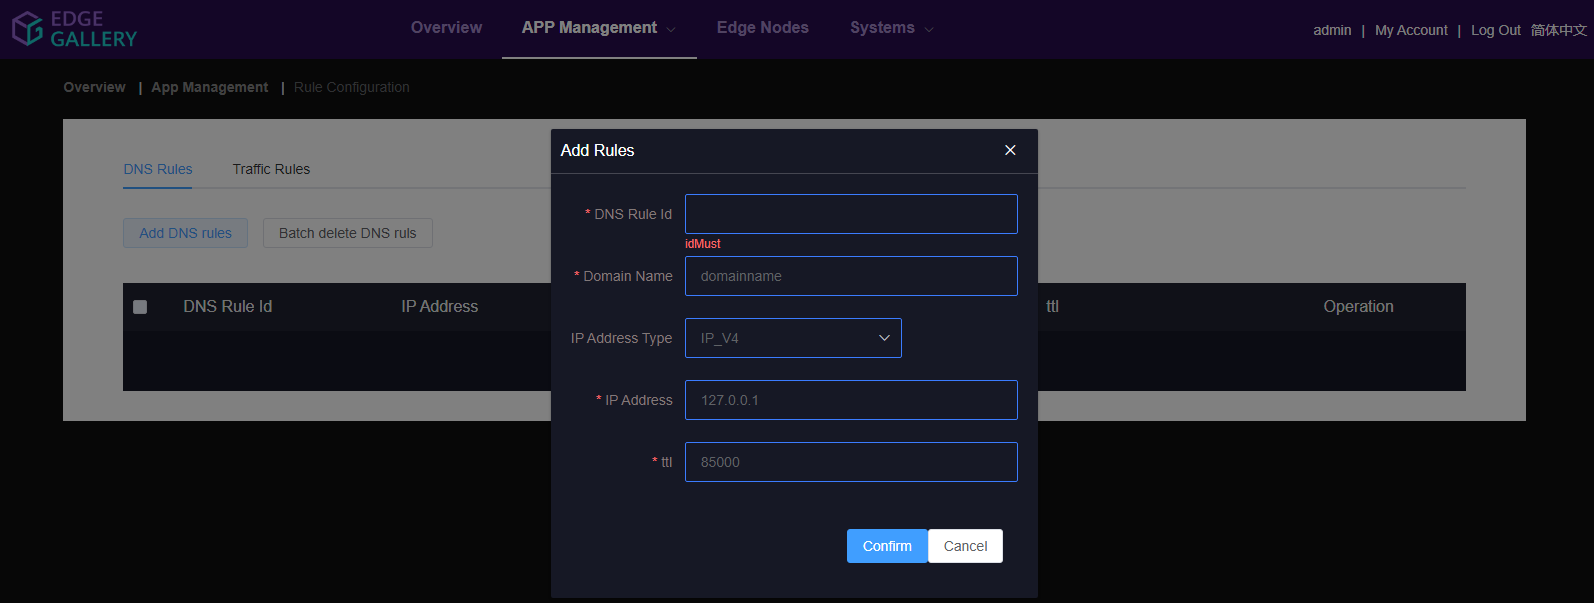 EDGE
GALLERY
Overview APP Management Edge Nodes Systems
admin | My Account | Log Out 简体中文
Overview | App Management | Rule Configuration
DNS Rules Traffic Rules
Add DNS rules Batch delete DNS ruls
DNS Rule Id IP Address ttl Operation
Add Rules
* DNS Rule Id
idMust
* Domain Name domainname
IP Address Type IP_V4
* IP Address 127.0.0.1
* ttl 85000
Confirm Cancel